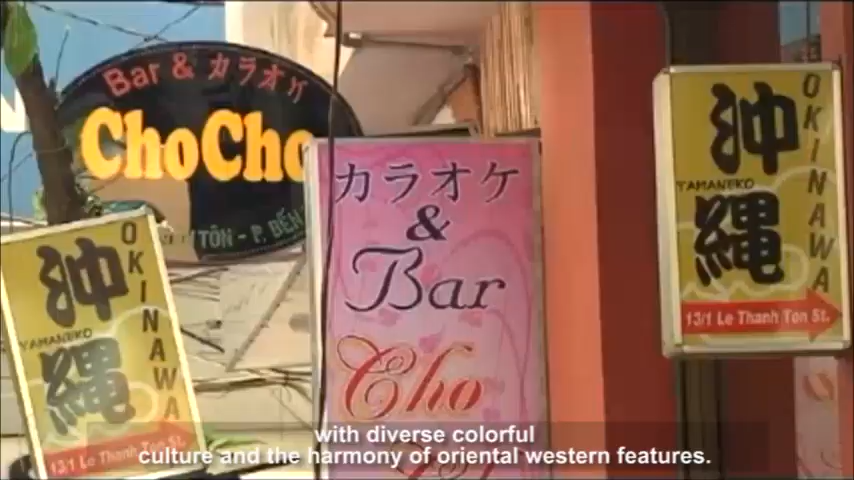 Bar & カラオケ
ChoCho
TÔN - P. BẾN
カラオケ
&
Bar
Cho
沖縄
YAMANEKO
OKINAWA
13/1 Le Thanh Ton St.
沖縄
YAMANEKO
OKINAWA
13/1 Le Thanh Ton St.
with diverse colorful
culture and the harmony of oriental western features.